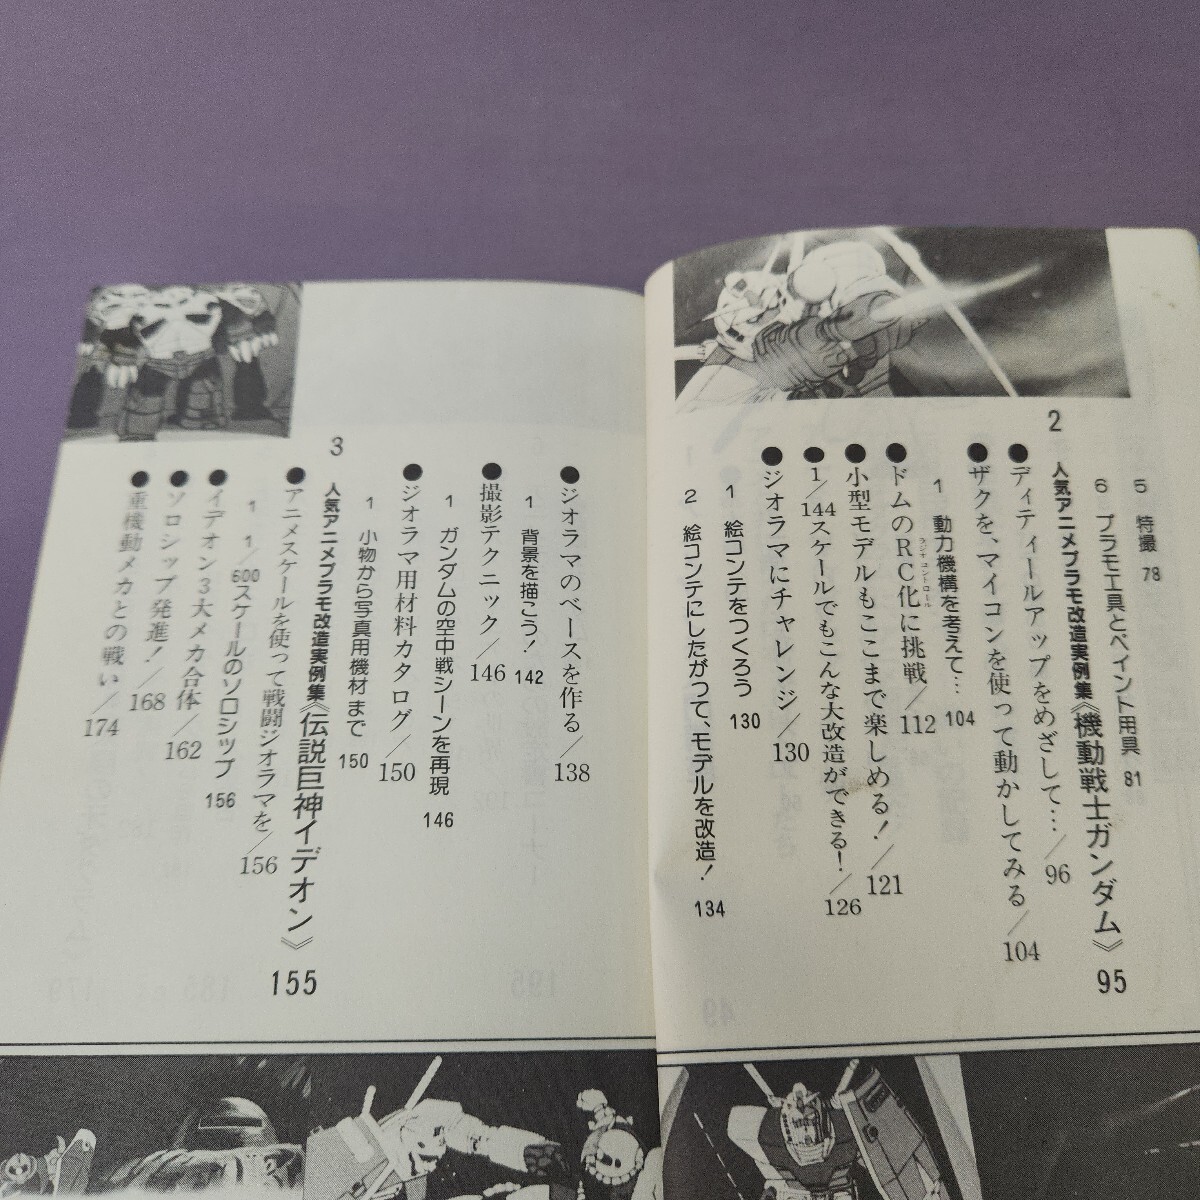 5 特撮 78
6 プラモ工具とペイント用具 81
2 人気アニメプラモ改造実例集《機動戦士ガンダム》 95
●ディティールアップをめざして…／96
●ザクを、マイコンを使って動かしてみる／104
1 動力機構を考えて… 104
●ドムのRC化に挑戦／112
ラジオコントロール
●小型モデルもここまで楽しめる！／121
●1/144スケールでもこんな大改造ができる！／126
●ジオラマにチャレンジ／130
1 絵コンテをつくろう 130
2 絵コンテにしたがって、モデルを改造！ 134
●ジオラマのベースを作る／138
1 背景を描こう！ 142
●撮影テクニック／146
1 ガンダムの空中戦シーンを再現 146
●ジオラマ用材料カタログ／150
1 小物から写真用機材まで 150
3 人気アニメプラモ改造実例集《伝説巨神イデオン》 155
●アニメスケールを使って戦闘ジオラマを／156
1 1/600スケールのソロシップ 156
●イデオン3大メカ合体／162
●ソロシップ発進！／168
●重機動メカとの戦い／174